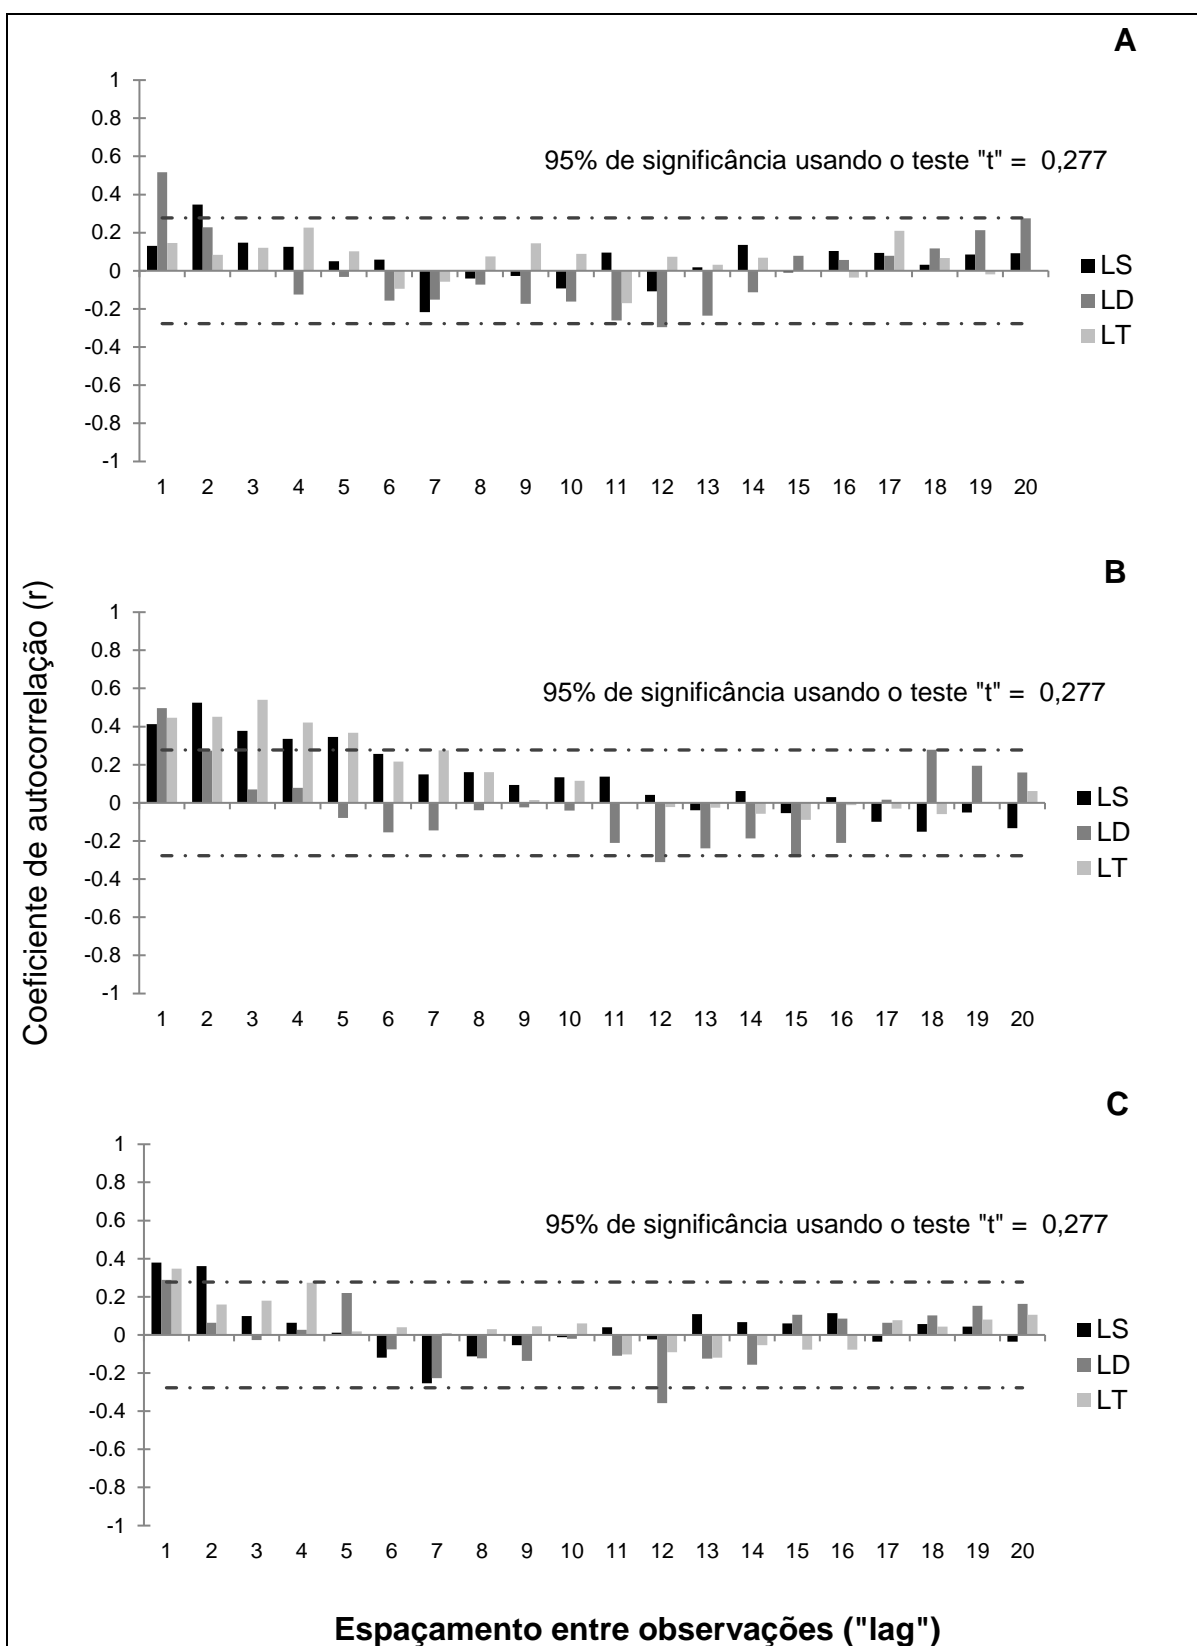 A
1
0.8
0.6
0.4
0.2
0
-0.2
-0.4
-0.6
-0.8
-1
95% de significância usando o teste "t" = 0,277
LS
LD
LT
1 2 3 4 5 6 7 8 9 10 11 12 13 14 15 16 17 18 19 20
Coeficiente de autocorrelação (r)
B
1
0.8
0.6
0.4
0.2
0
-0.2
-0.4
-0.6
-0.8
-1
95% de significância usando o teste "t" = 0,277
LS
LD
LT
1 2 3 4 5 6 7 8 9 10 11 12 13 14 15 16 17 18 19 20
C
1
0.8
0.6
0.4
0.2
0
-0.2
-0.4
-0.6
-0.8
-1
95% de significância usando o teste "t" = 0,277
LS
LD
LT
1 2 3 4 5 6 7 8 9 10 11 12 13 14 15 16 17 18 19 20
Espaçamento entre observações ("lag")